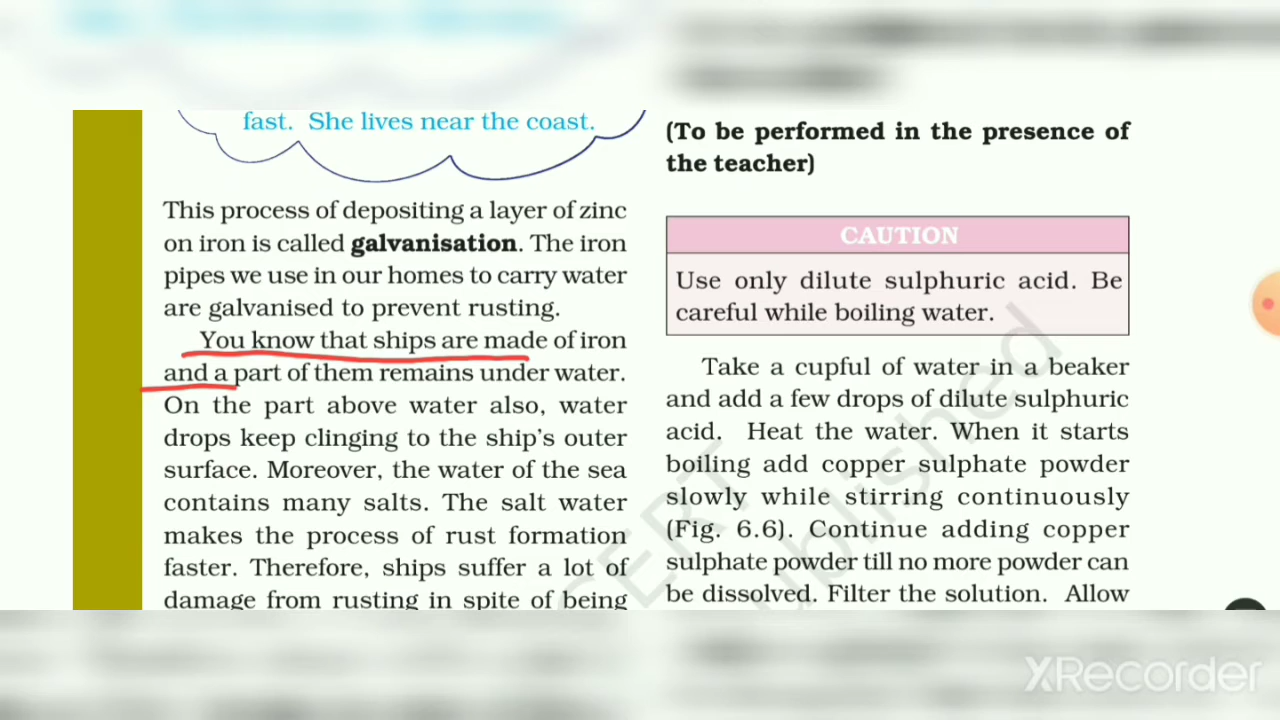 fast. She lives near the coast.
This process of depositing a layer of zinc
on iron is called galvanisation. The iron
pipes we use in our homes to carry water
are galvanised to prevent rusting.
You know that ships are made of iron
and a part of them remains under water.
On the part above water also, water
drops keep clinging to the ship's outer
surface. Moreover, the water of the sea
contains many salts. The salt water
makes the process of rust formation
faster. Therefore, ships suffer a lot of
damage from rusting in spite of being
(To be performed in the presence of
the teacher)
CAUTION
Use only dilute sulphuric acid. Be
careful while boiling water.
Take a cupful of water in a beaker
and add a few drops of dilute sulphuric
acid. Heat the water. When it starts
boiling add copper sulphate powder
slowly while stirring continuously
(Fig. 6.6). Continue adding copper
sulphate powder till no more powder can
be dissolved. Filter the solution. Allow
XRecorder